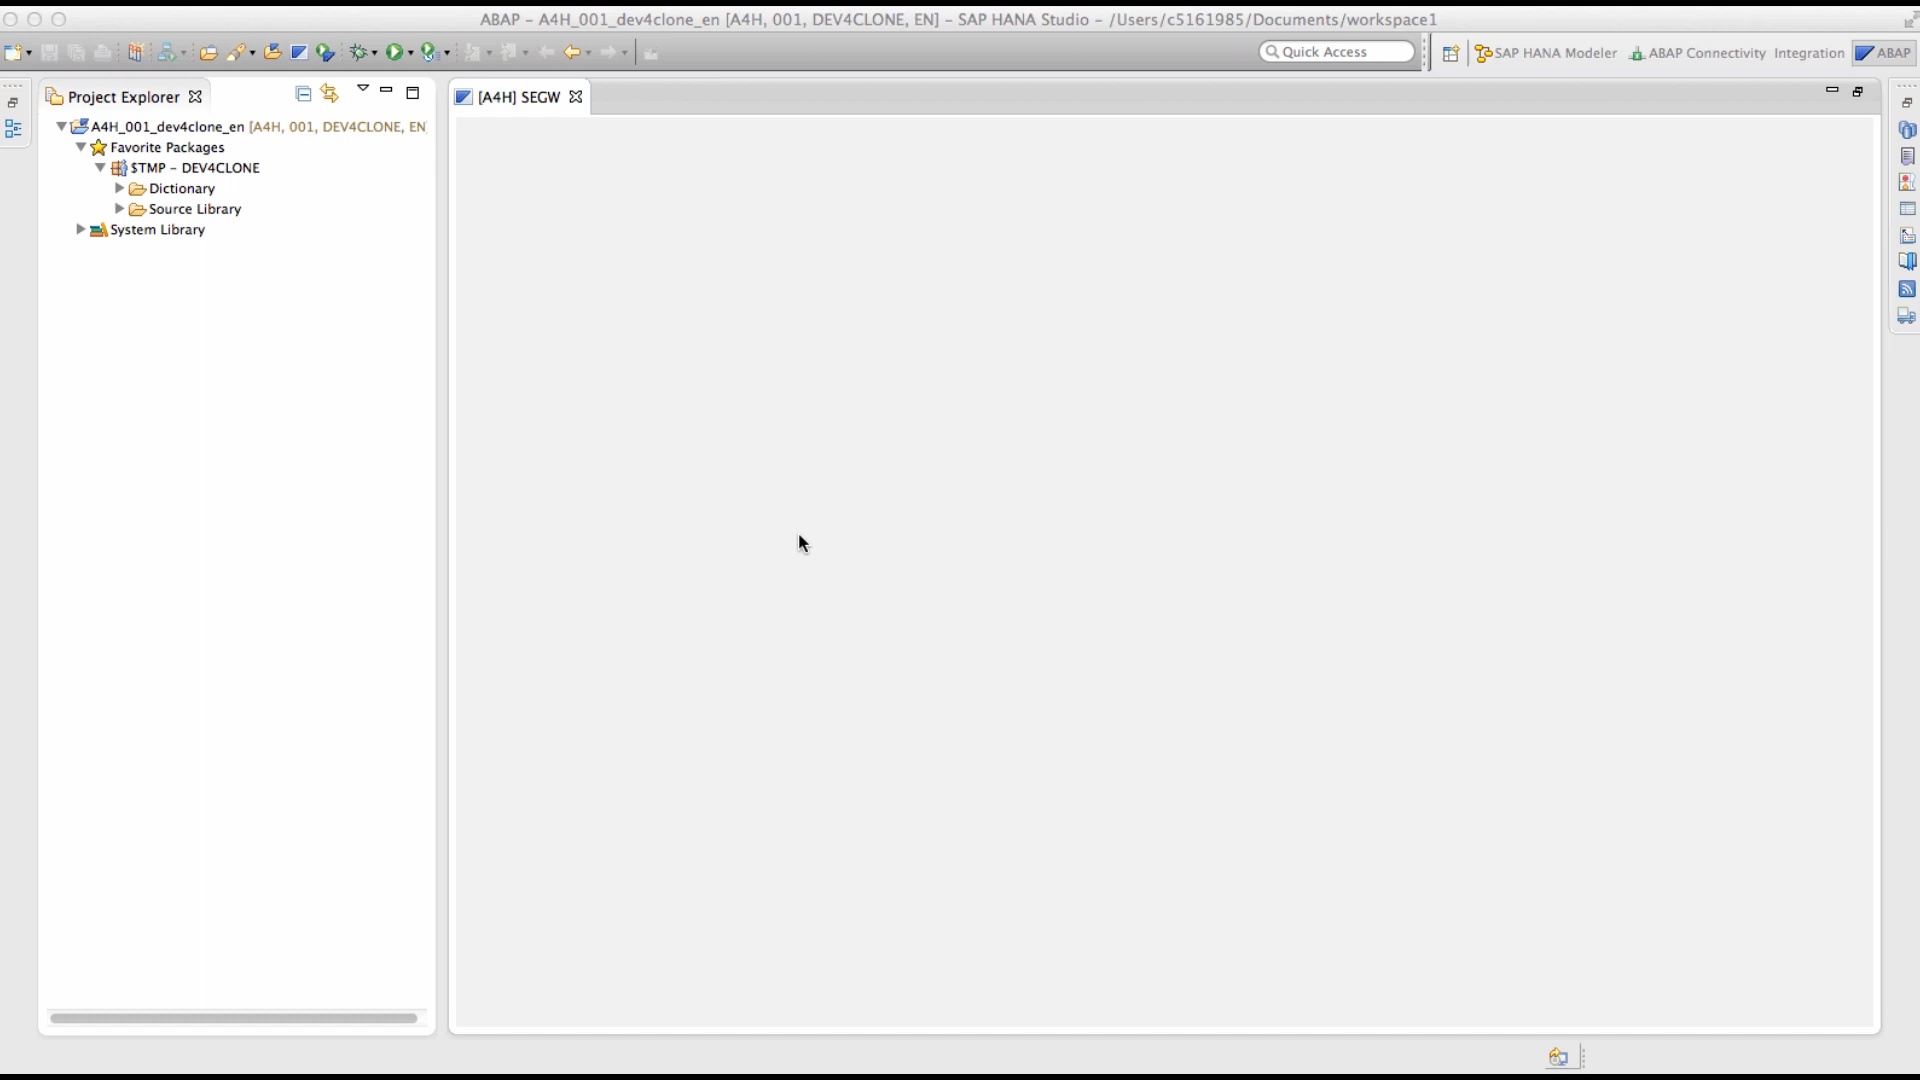 ABAP – A4H_001_dev4clone_en [A4H, 001, DEV4CLONE, EN] – SAP HANA Studio – /Users/c5161985/Documents/workspace1
Quick Access
SAP HANA Modeler
ABAP Connectivity
Integration
ABAP
Project Explorer
[A4H] SEGW
A4H_001_dev4clone_en [A4H, 001, DEV4CLONE, EN
Favorite Packages
$TMP – DEV4CLONE
Dictionary
Source Library
System Library